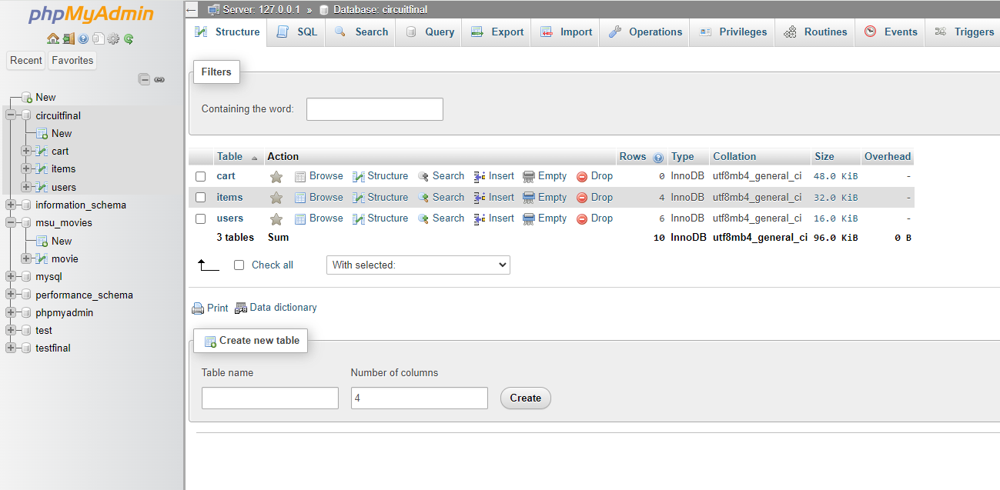 phpMyAdmin
Recent Favorites
New
circuitfinal
New
cart
items
users
information_schema
msu_movies
New
movie
mysql
performance_schema
phpmyadmin
test
testfinal
Server: 127.0.0.1 » Database: circuitfinal
Structure SQL Search Query Export Import Operations Privileges Routines Events Triggers
Filters
Containing the word:
Table Action Rows Type Collation Size Overhead
cart Browse Structure Search Insert Empty Drop 0 InnoDB utf8mb4_general_ci 48.0 KiB -
items Browse Structure Search Insert Empty Drop 4 InnoDB utf8mb4_general_ci 32.0 KiB -
users Browse Structure Search Insert Empty Drop 6 InnoDB utf8mb4_general_ci 16.0 KiB -
3 tables Sum 10 InnoDB utf8mb4_general_ci 96.0 KiB 0 B
Check all With selected:
Print Data dictionary
Create new table
Table name Number of columns
4 Create